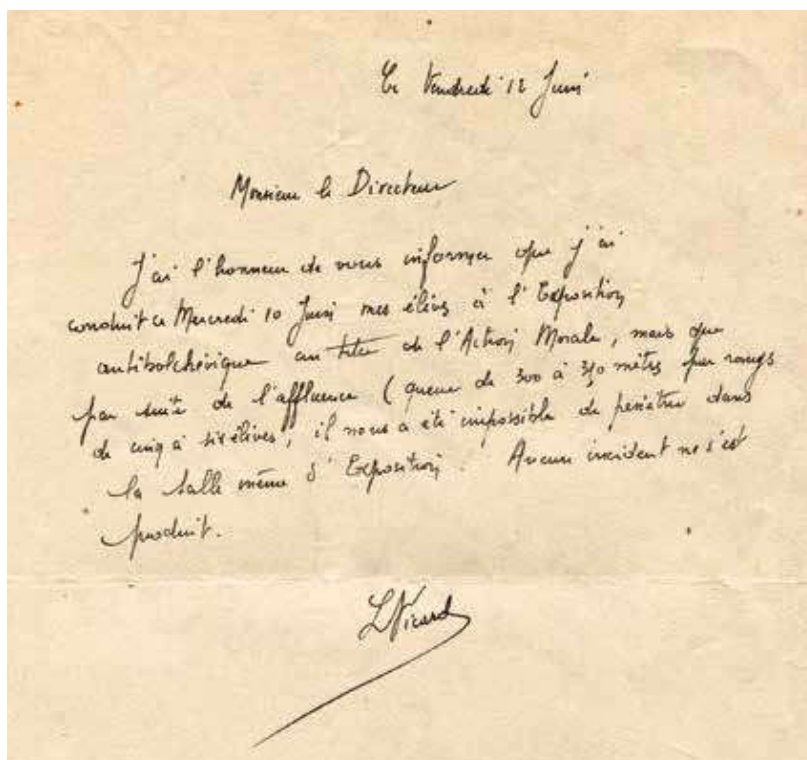 Ce Vendredi 12 Juin
Monsieur le Directeur
J'ai l'honneur de vous informer que j'ai
conduit ce Mercredi 10 Juin mes élèves à l'Exposition
antibolchévique au titre de l'Action Morale, mais que
par suite de l'affluence (queue de 300 à 350 mètres par rangs
de cinq à six élèves, il nous a été impossible de pénétrer dans
la salle même d'Exposition. Aucun incident ne s'est
produit.
LVicard